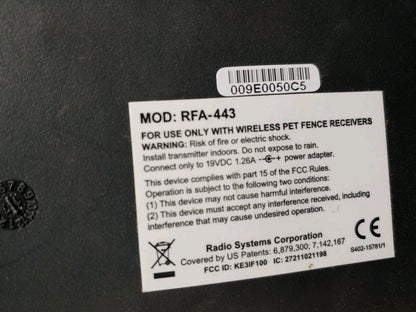 009E0050C5
MOD: RFA-443
FOR USE ONLY WITH WIRELESS PET FENCE RECEIVERS
WARNING: Risk of fire or electric shock.
Install transmitter indoors. Do not expose to rain.
Connect only to 19VDC 1.26A power adapter.
This device complies with part 15 of the FCC Rules.
Operation is subject to the following two conditions:
(1) This device may not cause harmful interference.
(2) This device must accept any interference received, including
interference that may cause undesired operation.
Radio Systems Corporation
Covered by US Patents: 6,879,300; 7,142,167
FCC ID: KE3IF100 IC: 27211021198
CE
S402-15781/1